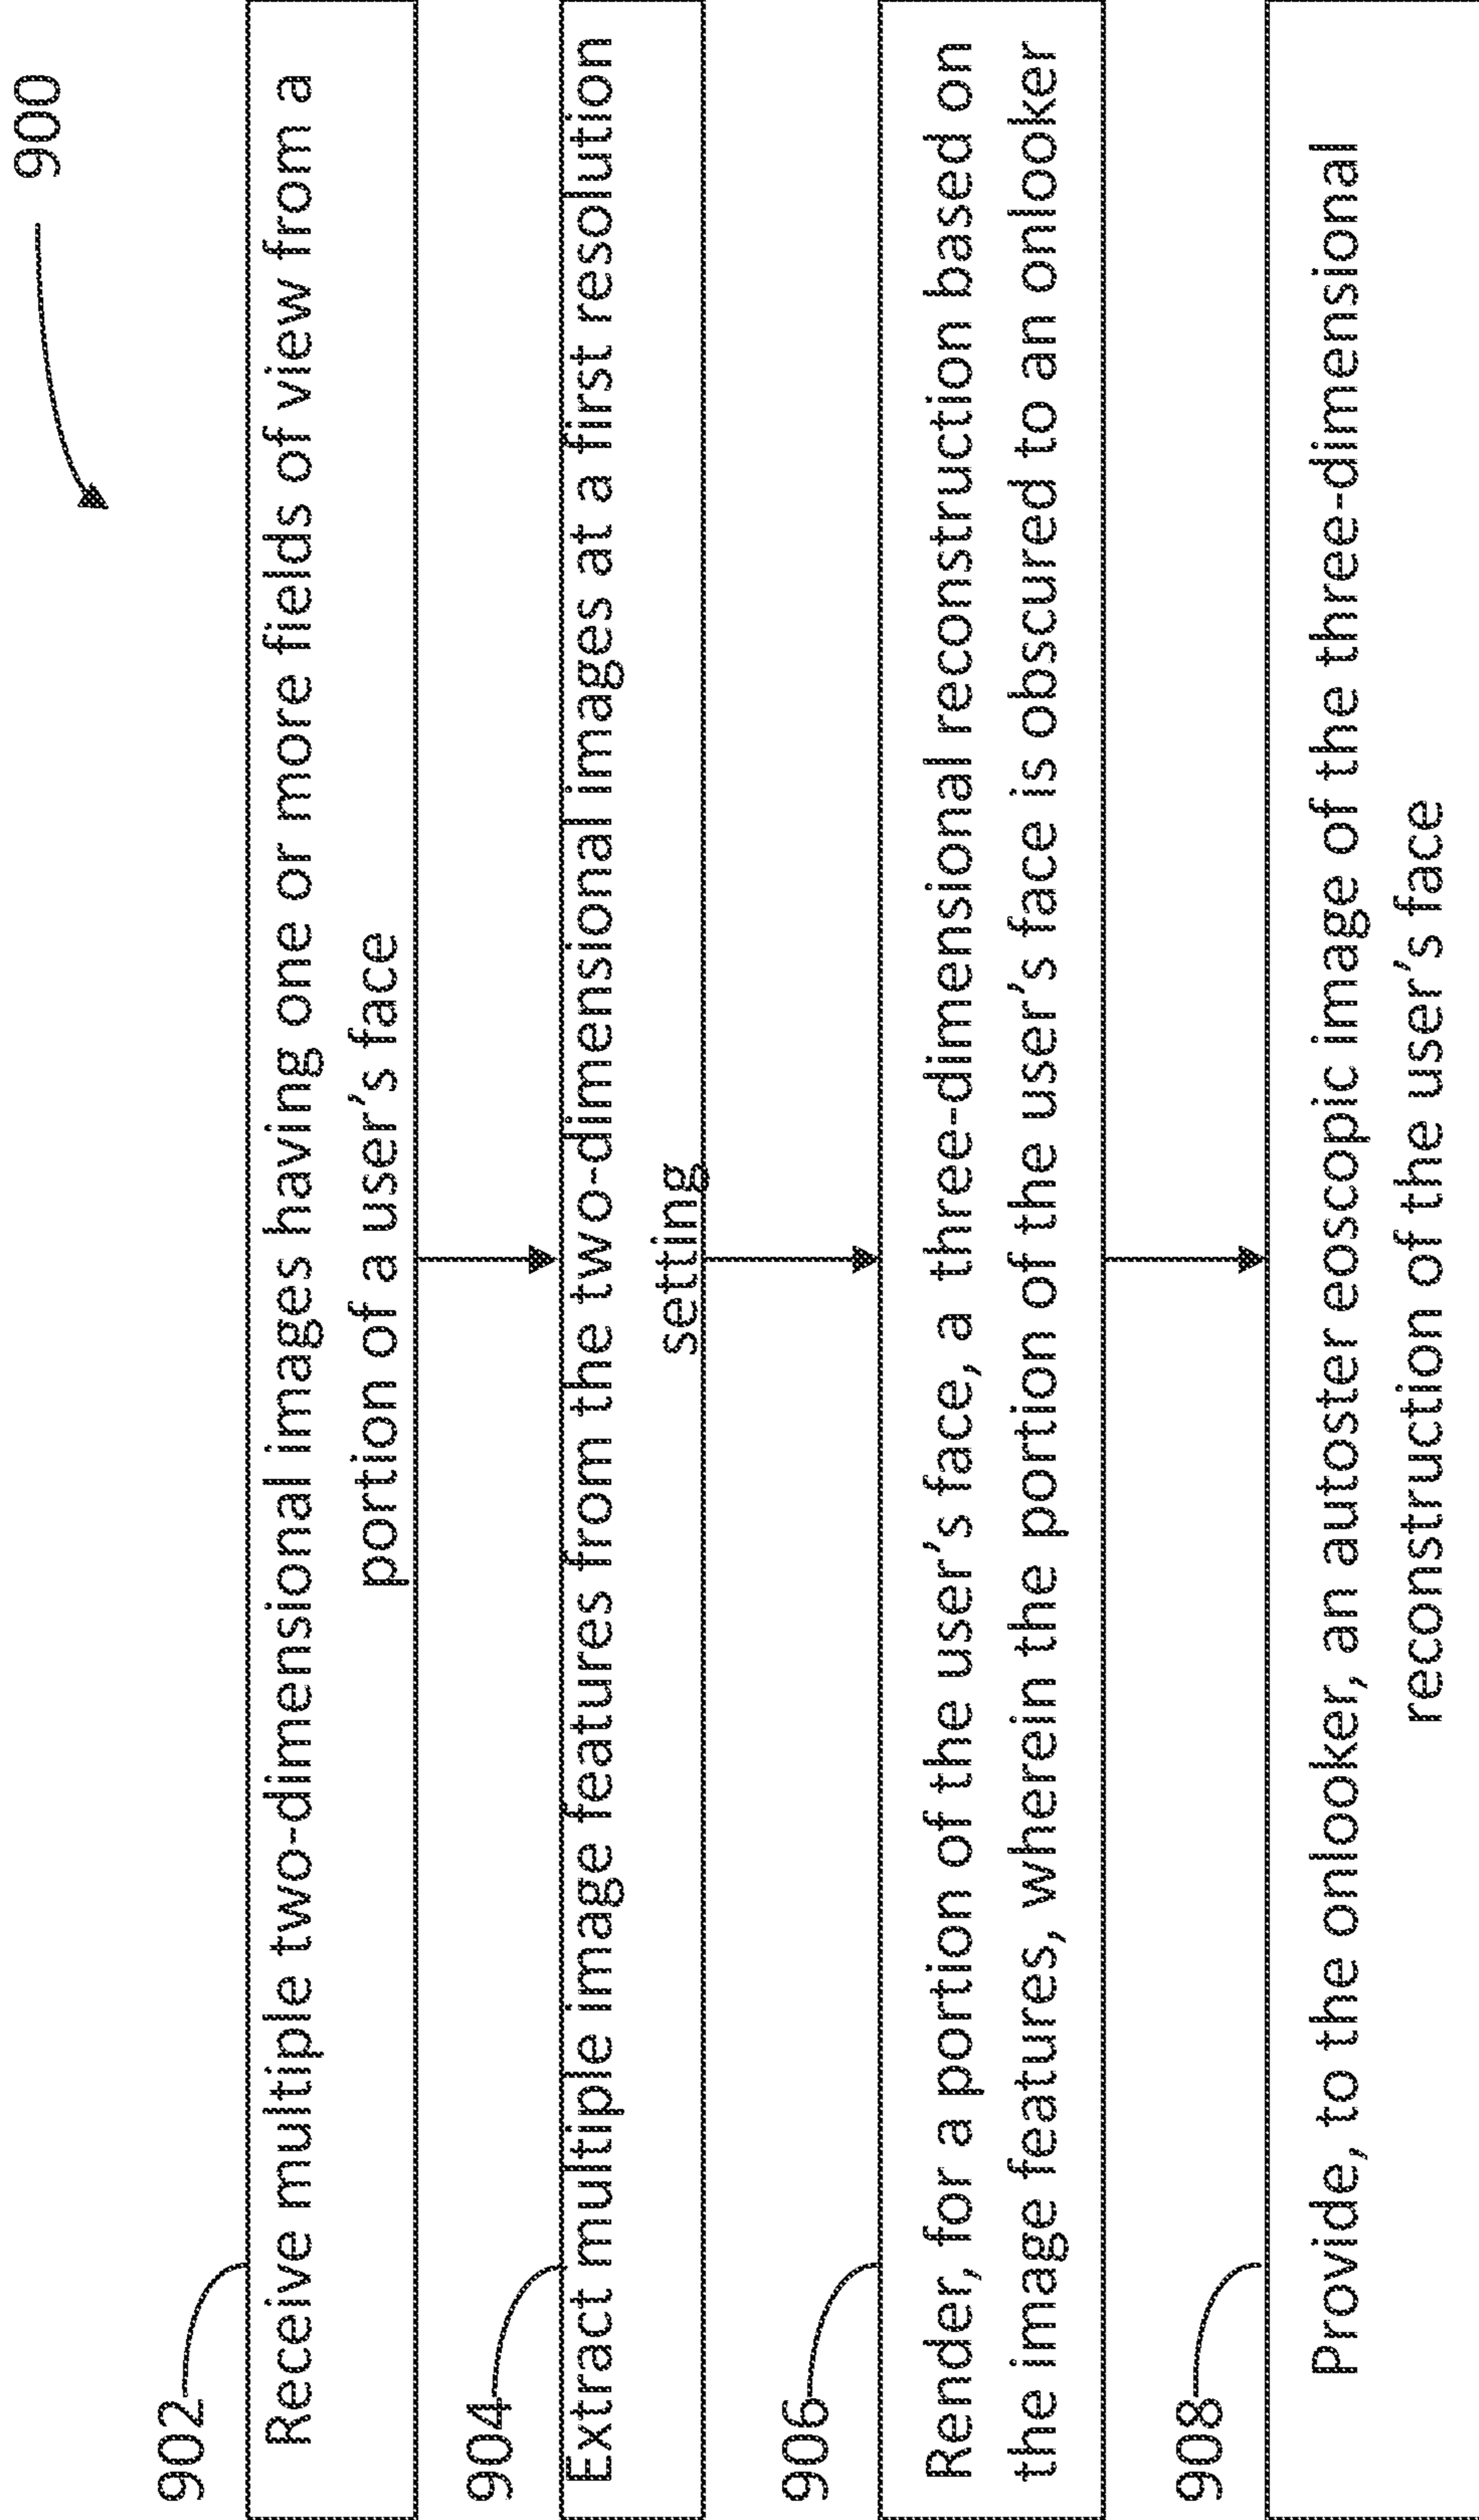 900
902
Receive multiple two-dimensional images having one or more fields of view from a
portion of a user's face
904
Extract multiple image features from the two-dimensional images at a first resolution
setting
906
Render, for a portion of the user's face, a three-dimensional reconstruction based on
the image features, wherein the portion of the user's face is obscured to an onlooker
908
Provide, to the onlooker, an autoster eoscopic image of the three-dimensional
reconstruction of the user's face